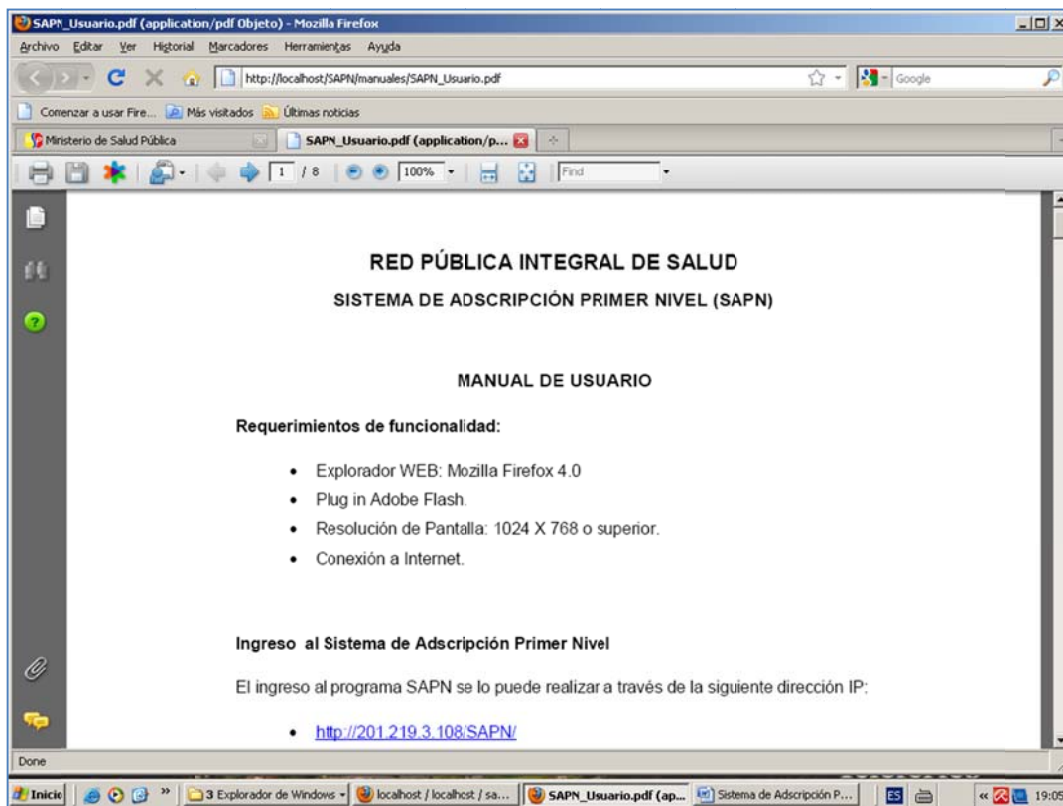 SAPN_Usuario.pdf (application/pdf Objeto) - Mozilla Firefox
Archivo Editar Ver Historial Marcadores Herramientas Ayuda
http://localhost/SAPN/manuales/SAPN_Usuario.pdf
Google
Comenzar a usar Fire... Más visitados Últimas noticias
Ministerio de Salud Pública
SAPN_Usuario.pdf (application/p...
1 / 8
100%
Find
RED PÚBLICA INTEGRAL DE SALUD
SISTEMA DE ADSCRIPCIÓN PRIMER NIVEL (SAPN)
MANUAL DE USUARIO
Requerimientos de funcionalidad:
• Explorador WEB: Mozilla Firefox 4.0
• Plug in Adobe Flash.
• Resolución de Pantalla: 1024 X 768 o superior.
• Conexión a Internet.
Ingreso al Sistema de Adscripción Primer Nivel
El ingreso al programa SAPN se lo puede realizar a través de la siguiente dirección IP:
• http://201.219.3.108/SAPN/
Done
Inicio
3 Explorador de Windows
localhost / localhost / sa...
SAPN_Usuario.pdf (ap...
Sistema de Adscripción P...
ES